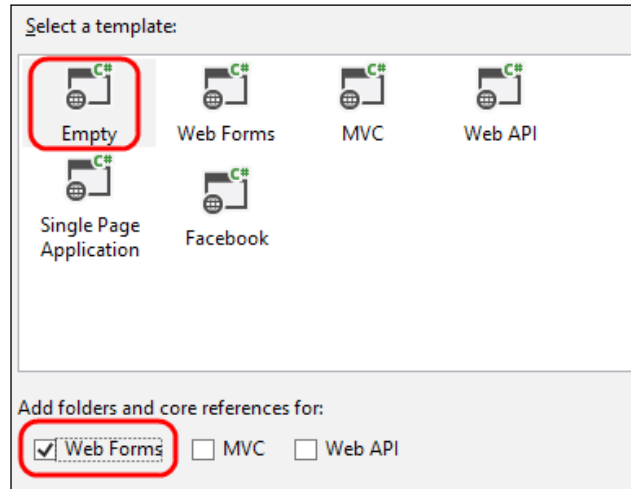 Select a template:
C# C# C# C#
Empty Web Forms MVC Web API
C# C#
Single Page
Application Facebook
Add folders and core references for:
Web Forms MVC Web API